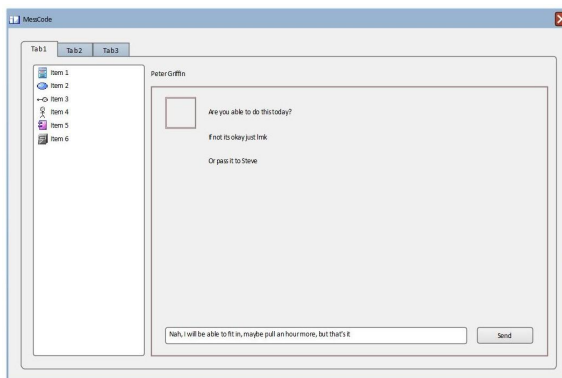 MessCode
Tab1 Tab2 Tab3
Item 1
Item 2
Item 3
Item 4
Item 5
Item 6
Peter Griffin
Are you able to do this today?
If not its okay just lmk
Or pass it to Steve
Nah, I will be able to fit in, maybe pull an hour more, but that's it
Send